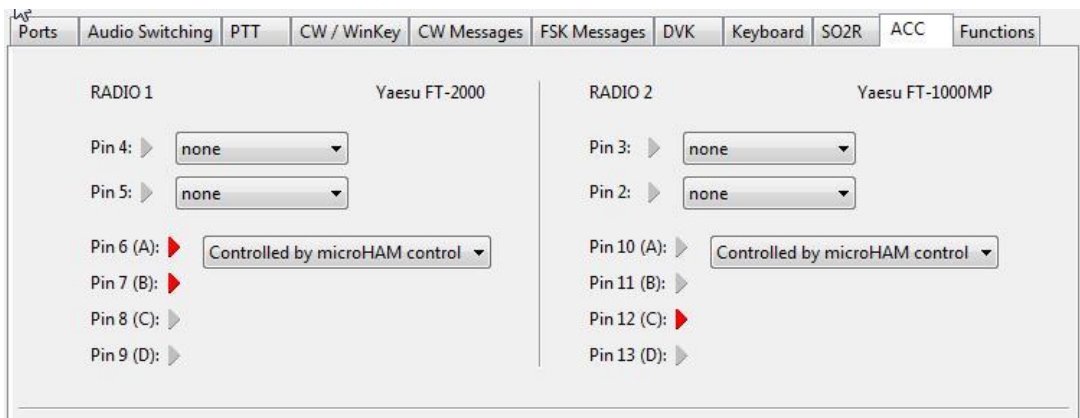 Ports Audio Switching PTT CW / WinKey CW Messages FSK Messages DVK Keyboard SO2R ACC Functions
RADIO 1 Yaesu FT-2000
Pin 4: none
Pin 5: none
Pin 6 (A): Controlled by microHAM control
Pin 7 (B):
Pin 8 (C):
Pin 9 (D):
RADIO 2 Yaesu FT-1000MP
Pin 3: none
Pin 2: none
Pin 10 (A): Controlled by microHAM control
Pin 11 (B):
Pin 12 (C):
Pin 13 (D):